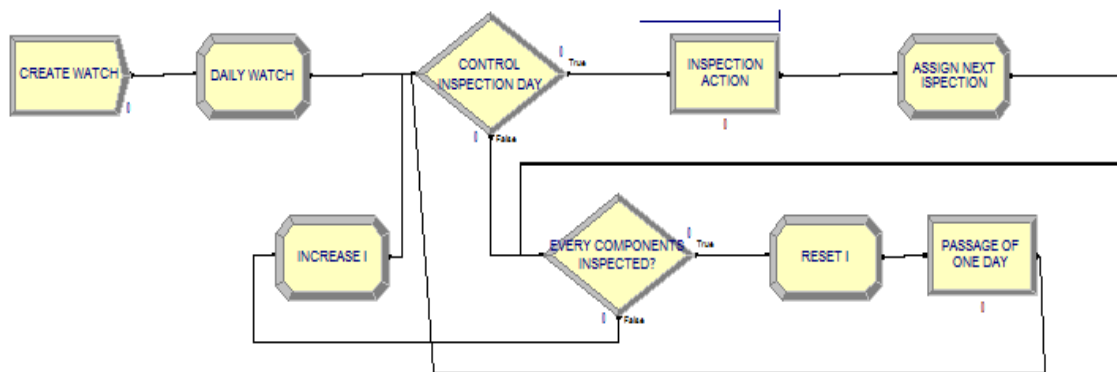 CREATE WATCH
DAILY WATCH
CONTROL
INSPECTION DAY
True
False
INSPECTION
ACTION
ASSIGN NEXT
ISPECTION
INCREASE I
EVERY COMPONENTS
INSPECTED?
True
False
RESET I
PASSAGE OF
ONE DAY